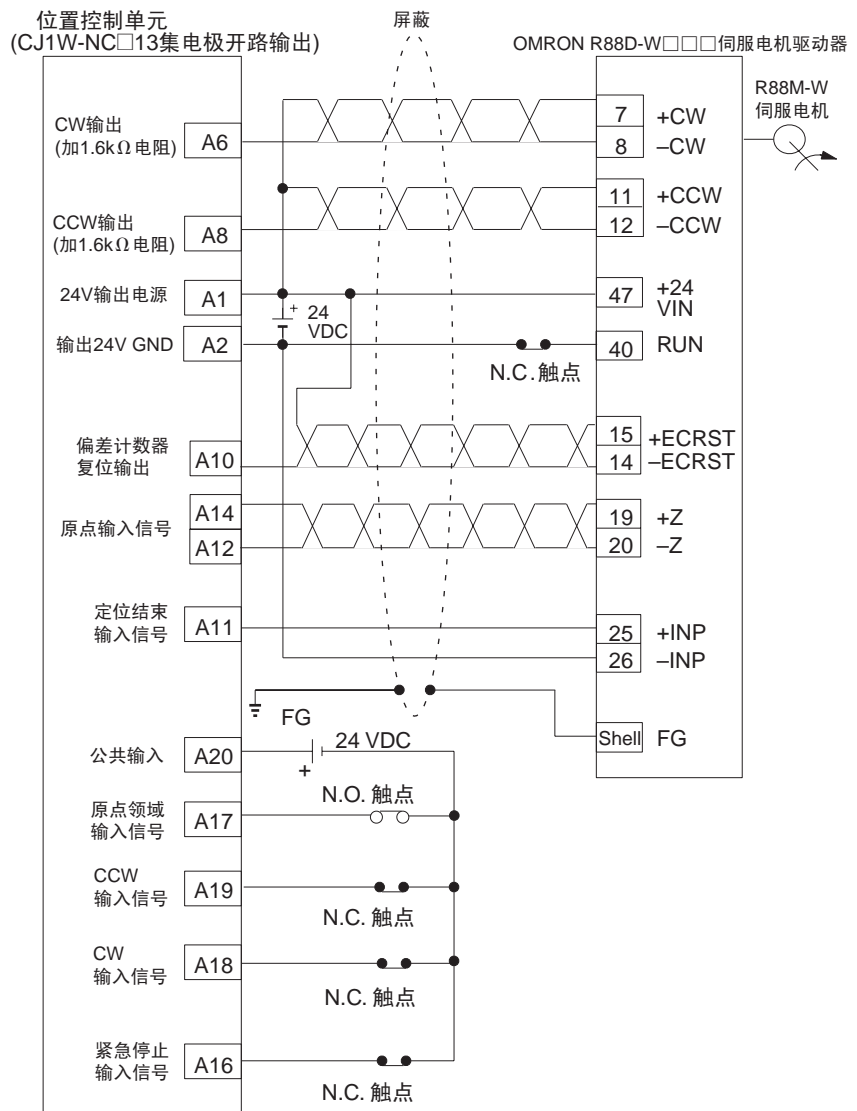 位置控制单元
(CJ1W-NC□13集电极开路输出)
屏蔽
OMRON R88D-W□□□伺服电机驱动器
R88M-W
伺服电机
CW输出
(加1.6kΩ电阻)
A6
7 +CW
8 –CW
CCW输出
(加1.6kΩ电阻)
A8
11 +CCW
12 –CCW
24V输出电源
A1
+ 24
VDC
47 +24
VIN
输出24V GND
A2
N.C.触点
40 RUN
偏差计数器
复位输出
A10
15 +ECRST
14 –ECRST
原点输入信号
A14
A12
19 +Z
20 –Z
定位结束
输入信号
A11
25 +INP
26 –INP
FG
Shell FG
公共输入
A20
24 VDC
+
原点领域
输入信号
A17
N.O. 触点
CCW
输入信号
A19
N.C. 触点
CW
输入信号
A18
N.C. 触点
紧急停止
输入信号
A16
N.C. 触点